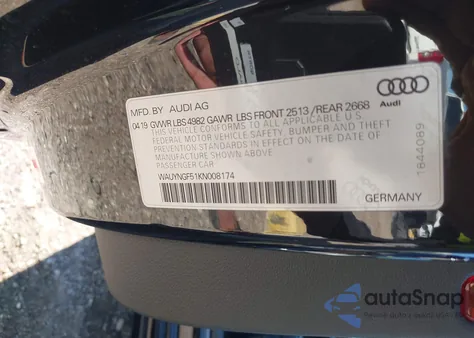 MFD. BY AUDI AG
04 19 GVWR LBS 4982 GAWR LBS FRONT 2513 / REAR 2668
THIS VEHICLE CONFORMS TO ALL APPLICABLE U.S.
FEDERAL MOTOR VEHICLE SAFETY, BUMPER AND THEFT
PREVENTION STANDARDS IN EFFECT ON DATE OF
MANUFACTURE SHOWN ABOVE
PASSENGER CAR
WAUYNGF51KN008174
Audi
1644089
GERMANY
autoSnap